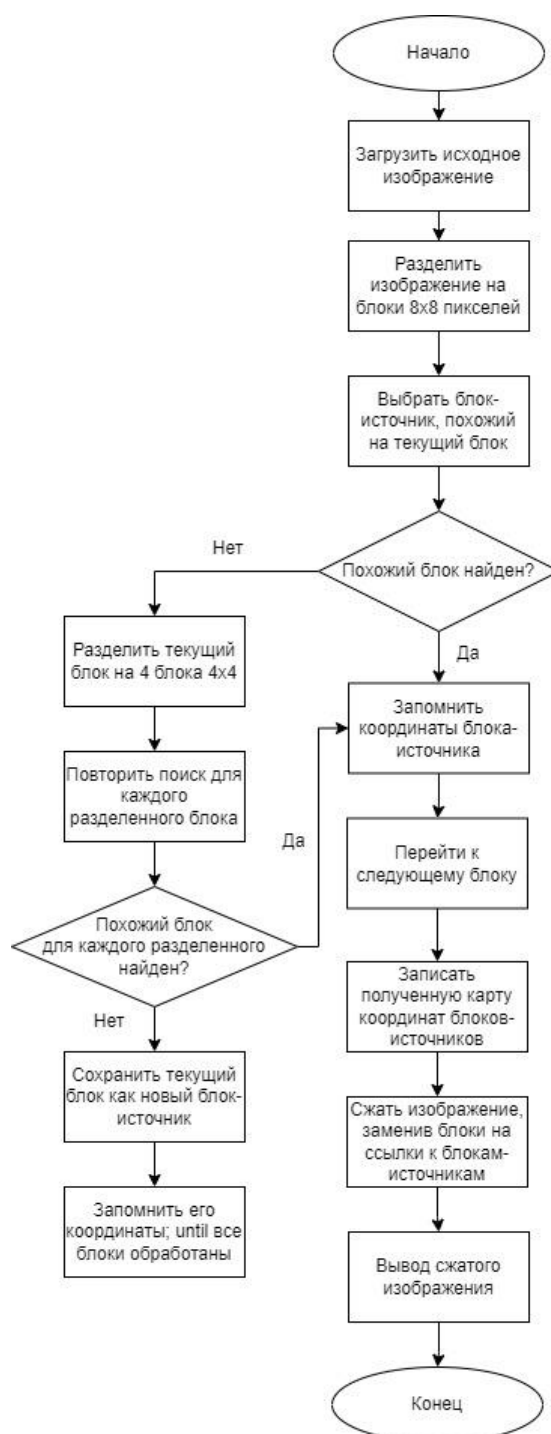 Начало
Загрузить исходное
изображение
Разделить
изображение на
блоки 8x8 пикселей
Выбрать блок-
источник, похожий
на текущий блок
Похожий блок найден?
Нет
Да
Разделить текущий
блок на 4 блока 4x4
Повторить поиск для
каждого
разделенного блока
Похожий блок
для каждого разделенного
найден?
Да
Нет
Сохранить текущий
блок как новый блок-
источник
Запомнить его
координаты; until все
блоки обработаны
Запомнить
координаты блока-
источника
Перейти к
следующему блоку
Записать
полученную карту
координат блоков-
источников
Сжать изображение,
заменив блоки на
ссылки к блокам-
источникам
Вывод сжатого
изображения
Конец